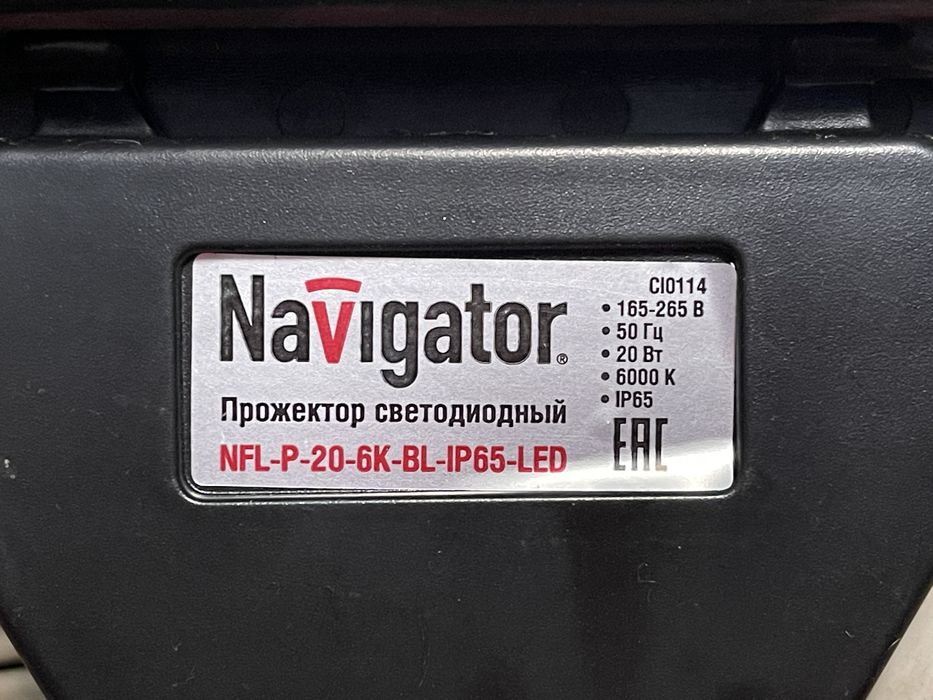 Navigator®
Прожектор светодиодный
NFL-P-20-6K-BL-IP65-LED
CI0114
• 165-265 В
• 50 Гц
• 20 Вт
• 6000 К
• IP65
EAC